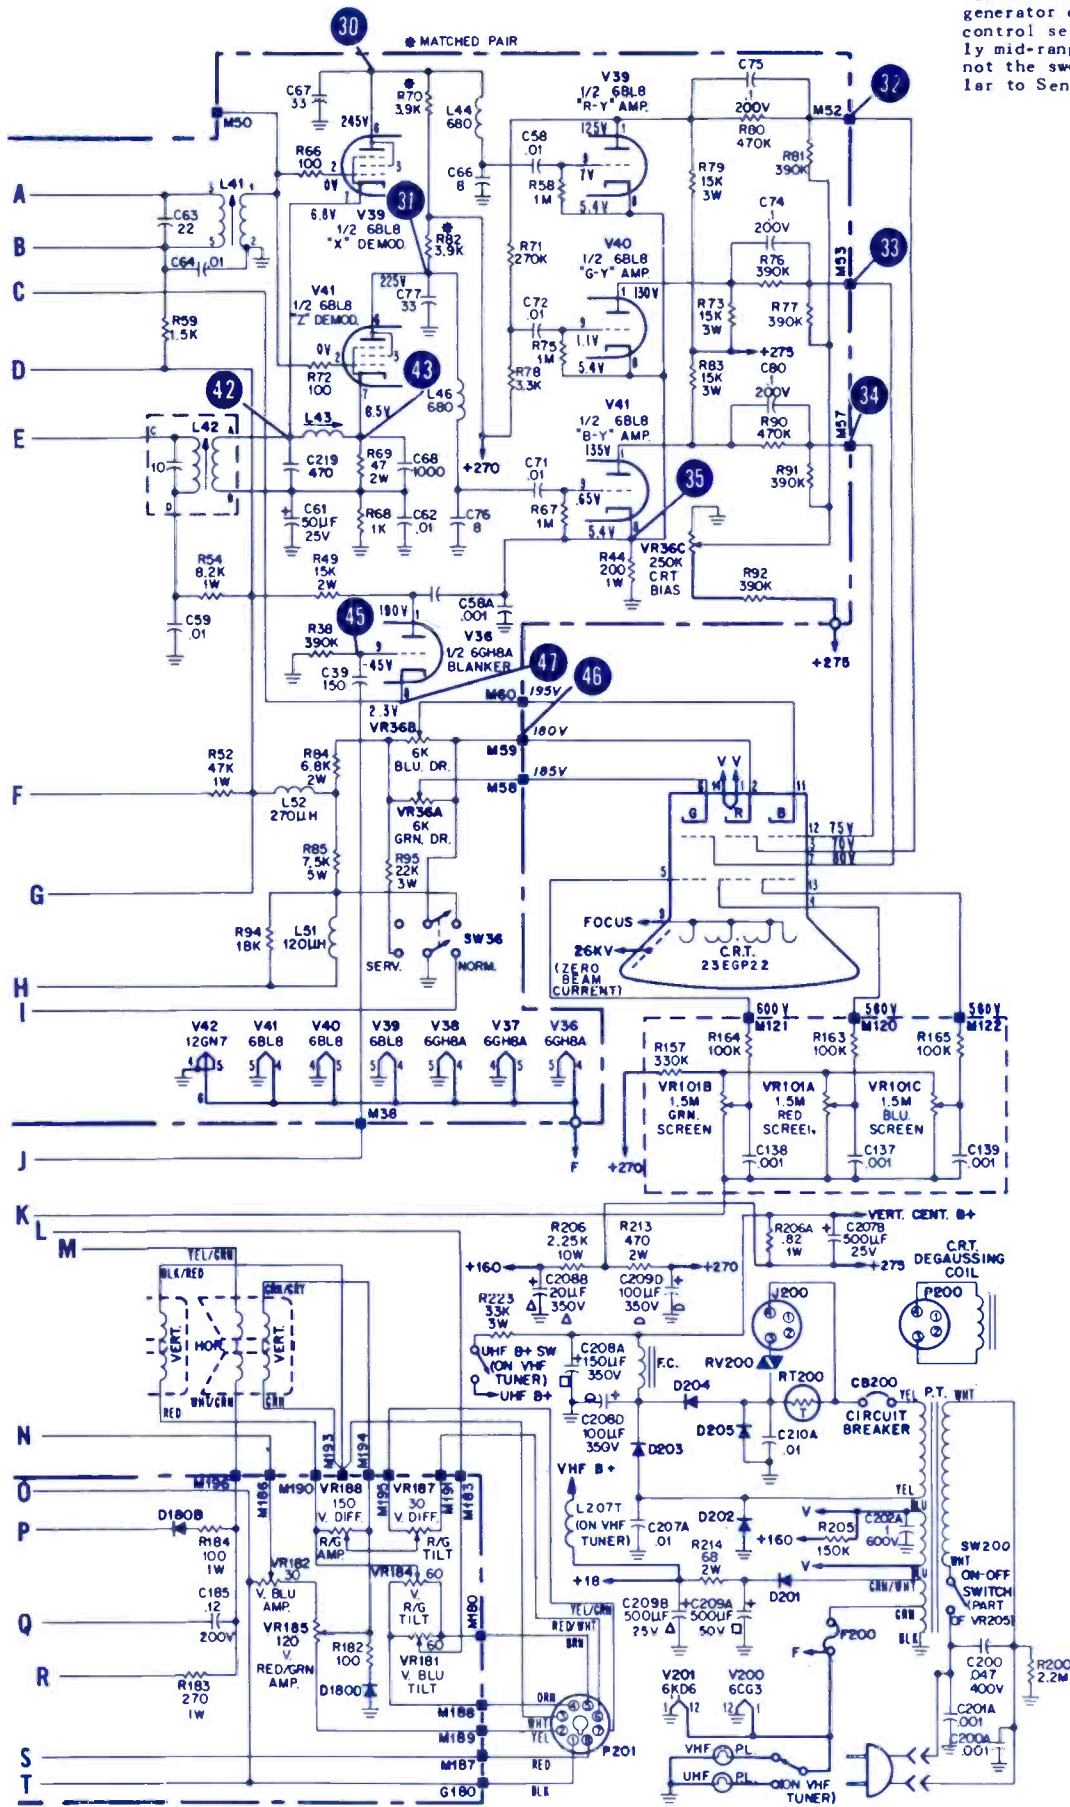 generator
control se
ly mid-rang
not the sw
lar to Sen
30
* MATCHED PAIR
C67
33
*
R70
3.9K
L44
680
V39
1/2 6BL8
"R-Y" AMP.
C75
.1
200V
R80
470K
M52
32
M50
245V
R66
100
0V
6.8V
V39
1/2 6BL8
"X" DEMOD.
C58
.01
125V
7V
C66
8
R58
1M
5.4V
R79
15K
3W
R81
390K
A
B
C
D
E
L41
C63
22
C64
.01
R59
1.5K
31
*
R82
3.9K
C74
.1
200V
R76
390K
M53
33
V41
1/2 6BL8
"Z" DEMOD.
225V
C77
33
R71
270K
V40
1/2 6BL8
"G-Y" AMP.
130V
C72
.01
R75
1M
1.1V
5.4V
R73
15K
3W
R77
390K
+275
0V
R72
100
R78
3.3K
R83
15K
3W
C80
.1
200V
42
43
L46
680
6.5V
L42
L43
10
V41
1/2 6BL8
"B-Y" AMP.
135V
R90
470K
M57
34
R91
390K
C219
470
R69
47
2W
C68
1000
+270
C71
.01
.65V
35
C61
50µF
25V
R68
1K
C62
.01
C76
8
R67
1M
5.4V
R44
200
1W
VR36C
250K
CRT
BIAS
R92
390K
+275
R54
8.2K
1W
R49
15K
2W
C59
.01
C58A
.001
190V
R38
390K
45
-45V
V36
1/2 6GH8A
BLANKER
C39
150
2.3V
47
46
M60
195V
VR36B
6K
BLU. DR.
M59
180V
M58
185V
F
R52
47K
1W
R84
6.8K
2W
L52
270µH
VR36A
6K
GRN. DR.
R85
7.5K
5W
R95
22K
3W
G
R94
18K
L51
120µH
SW36
SERV.
NORM.
H
I
V V
G R B
75V
70V
80V
FOCUS
26KV
(ZERO
BEAM
CURRENT)
C.R.T.
23EGP22
V42
12GN7
V41
6BL8
V40
6BL8
V39
6BL8
V38
6GH8A
V37
6GH8A
V36
6GH8A
M38
F
J
600V
M121
560V
M120
560V
M122
R157
330K
R164
100K
R163
100K
R165
100K
VR101B
1.5M
GRN.
SCREEN
VR101A
1.5M
RED
SCREEN
VR101C
1.5M
BLU.
SCREEN
C138
.001
C137
.001
C139
.001
+270
K
L
M
R206
2.25K
10W
R213
470
2W
R206A
.82
1W
C207B
500µF
25V
VERT. CENT. B+
+275
+160
C208B
20µF
350V
C209D
100µF
350V
+270
C.R.T.
DEGAUSSING
COIL
J200
P200
YEL/GRN
BLK/RED
GRN/GRY
VERT.
HOR.
VERT.
RED
WHT/GRN
GRN
R223
33K
3W
UHF B+ SW
(ON VHF
TUNER)
UHF B+
C208A
150µF
350V
F.C.
C208D
100µF
350V
D204
D203
D205
RV200
RT200
T
C210A
.01
CB200
CIRCUIT
BREAKER
YEL
P.T.
WHT
N
O
P
Q
R
S
T
M196
M186
M190
M193
M194
M195
M191
M183
D180B
R184
100
1W
VR188
150
V. DIFF.
R/G
AMP.
VR187
30
V. DIFF.
R/G
TILT
VR182
30
V. BLU
AMP.
VR184
60
V.
R/G
TILT
C185
.12
200V
VR185
120
V.
RED/GRN
AMP.
R182
100
VR181
60
V. BLU
TILT
D180D
R183
270
1W
M180
M188
M189
M187
G180
YEL/GRN
RED/WHT
BRN
ORN
WHT
YEL
RED
BLK
P201
VHF B+
L207T
(ON VHF
TUNER)
C207A
.01
D202
YEL
BLU
V
+160
R205
150K
C202A
.1
600V
V
BLU
R214
68
2W
+18
D201
GRN/WHT
GRN
BLK
C209B
500µF
25V
C209A
500µF
50V
F200
F
SW200
WHT
ON-OFF
SWITCH
(PART
OF VR205)
C200
.047
400V
R200
2.2M
C201A
.001
C200A
.001
V201
6KD6
V200
6CG3
VHF P.L.
UHF P.L.
(ON VHF
TUNER)